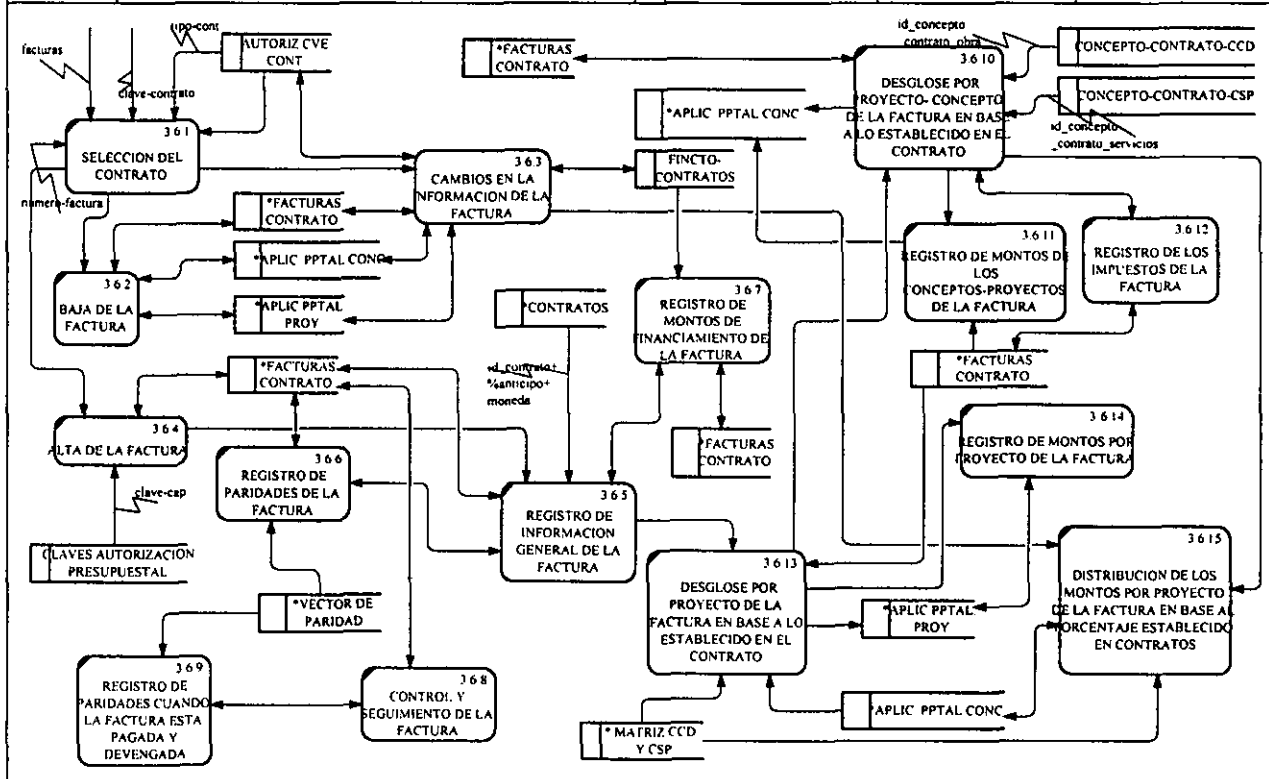 facturas
tipo-cont
clave-contrato
numero-factura
AUTORIZ CVE
CONT
*FACTURAS
CONTRATO
id_concepto
contrato_obra
CONCEPTO-CONTRATO-CCD
CONCEPTO-CONTRATO-CSP
id_concepto
_contrato_servicios
3 6 1
SELECCION DEL
CONTRATO
3 6 3
CAMBIOS EN LA
INFORMACION DE LA
FACTURA
*APLIC PPTAL CONC
FINCTO-
CONTRATOS
3 6 10
DESGLOSE POR
PROYECTO- CONCEPTO
DE LA FACTURA EN BASE
A LO ESTABLECIDO EN EL
CONTRATO
*FACTURAS
CONTRATO
*APLIC PPTAL CONC
*APLIC PPTAL
PROY
3 6 2
BAJA DE LA
FACTURA
*CONTRATOS
id_contrato+
%anticipo+
moneda
3 6 7
REGISTRO DE
MONTOS DE
FINANCIAMIENTO DE
LA FACTURA
3 6 11
REGISTRO DE MONTOS DE
LOS
CONCEPTOS-PROYECTOS
DE LA FACTURA
3 6 12
REGISTRO DE LOS
IMPUESTOS DE LA
FACTURA
*FACTURAS
CONTRATO
*FACTURAS
CONTRATO
3 6 4
ALTA DE LA FACTURA
clave-cap
CLAVES AUTORIZACION
PRESUPUESTAL
3 6 6
REGISTRO DE
PARIDADES DE LA
FACTURA
*FACTURAS
CONTRATO
3 6 14
REGISTRO DE MONTOS POR
PROYECTO DE LA FACTURA
3 6 5
REGISTRO DE
INFORMACION
GENERAL DE LA
FACTURA
*VECTOR DE
PARIDAD
3 6 13
DESGLOSE POR
PROYECTO DE LA
FACTURA EN BASE A LO
ESTABLECIDO EN EL
CONTRATO
*APLIC PPTAL
PROY
3 6 15
DISTRIBUCION DE LOS
MONTOS POR PROYECTO
DE LA FACTURA EN BASE AL
PORCENTAJE ESTABLECIDO
EN CONTRATOS
3 6 9
REGISTRO DE
PARIDADES CUANDO
LA FACTURA ESTA
PAGADA Y
DEVENGADA
3 6 8
CONTROL Y
SEGUIMIENTO DE LA
FACTURA
*APLIC PPTAL CONC
* MATRIZ CCD
Y CSP